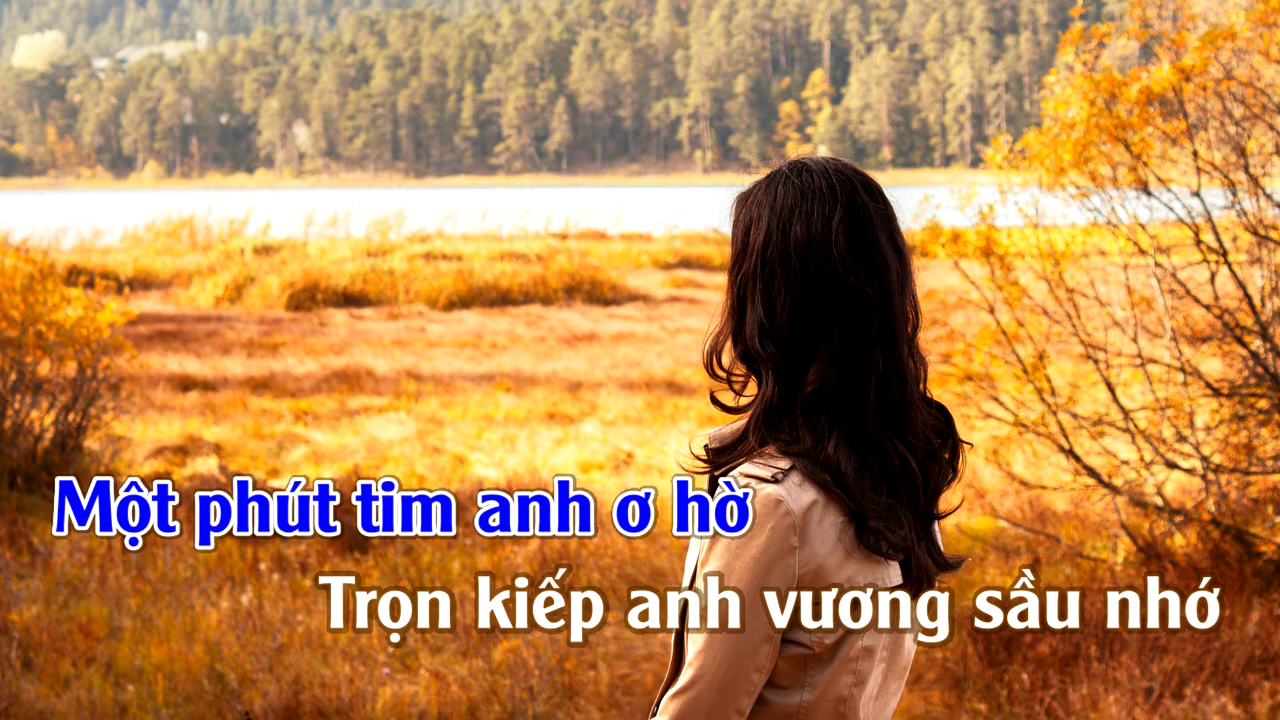 Một phút tim anh ơ hờ
Trọn kiếp anh vương sầu nhớ